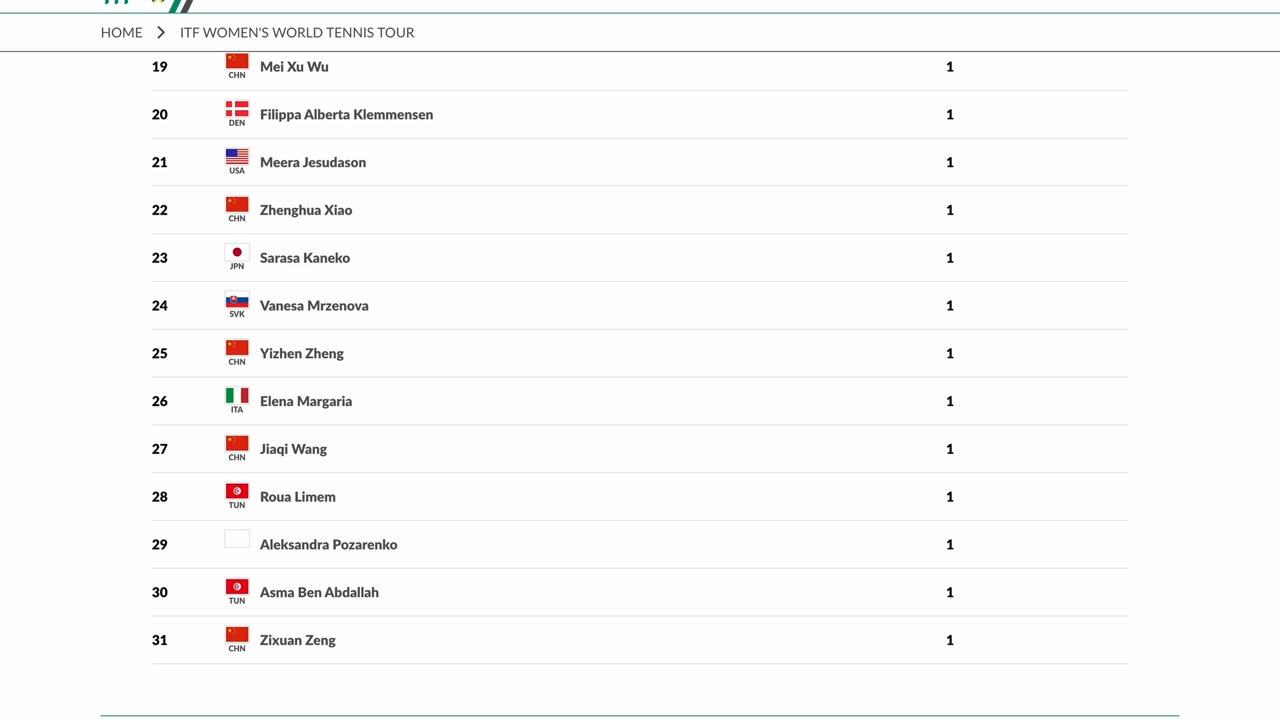 HOME > ITF WOMEN'S WORLD TENNIS TOUR
19 CHN Mei Xu Wu 1
20 DEN Filippa Alberta Klemmensen 1
21 USA Meera Jesudason 1
22 CHN Zhenghua Xiao 1
23 JPN Sarasa Kaneko 1
24 SVK Vanesa Mrzenova 1
25 CHN Yizhen Zheng 1
26 ITA Elena Margaria 1
27 CHN Jiaqi Wang 1
28 TUN Roua Limem 1
29 Aleksandra Pozarenko 1
30 TUN Asma Ben Abdallah 1
31 CHN Zixuan Zeng 1